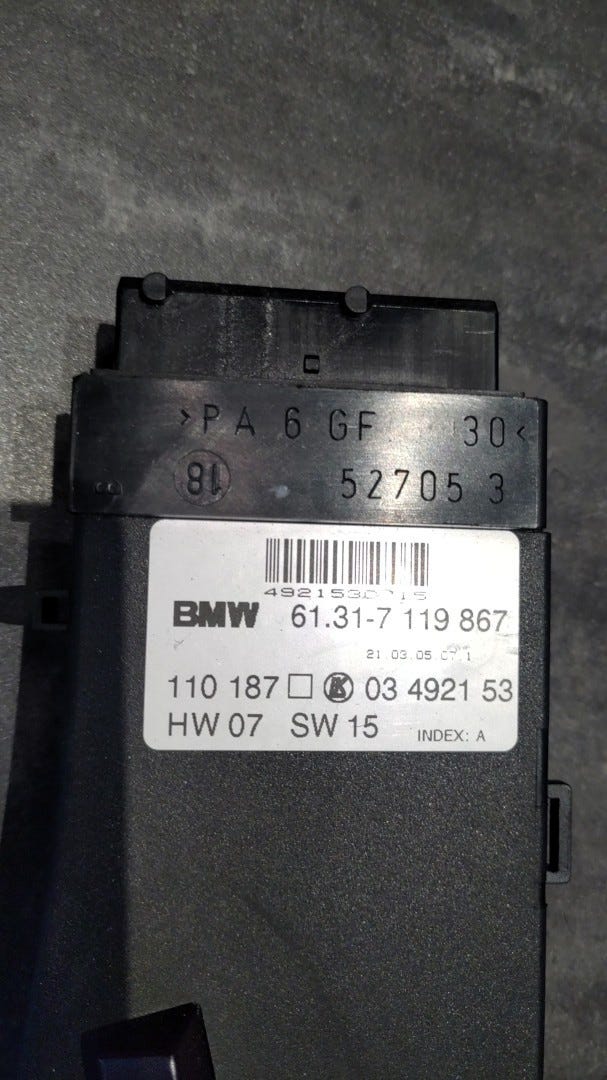 >PA 6 GF 30<
18 52705 3
BMW 61.31-7 119 867
21.03.05
110 187 03 4921 53
HW 07 SW 15 INDEX: A